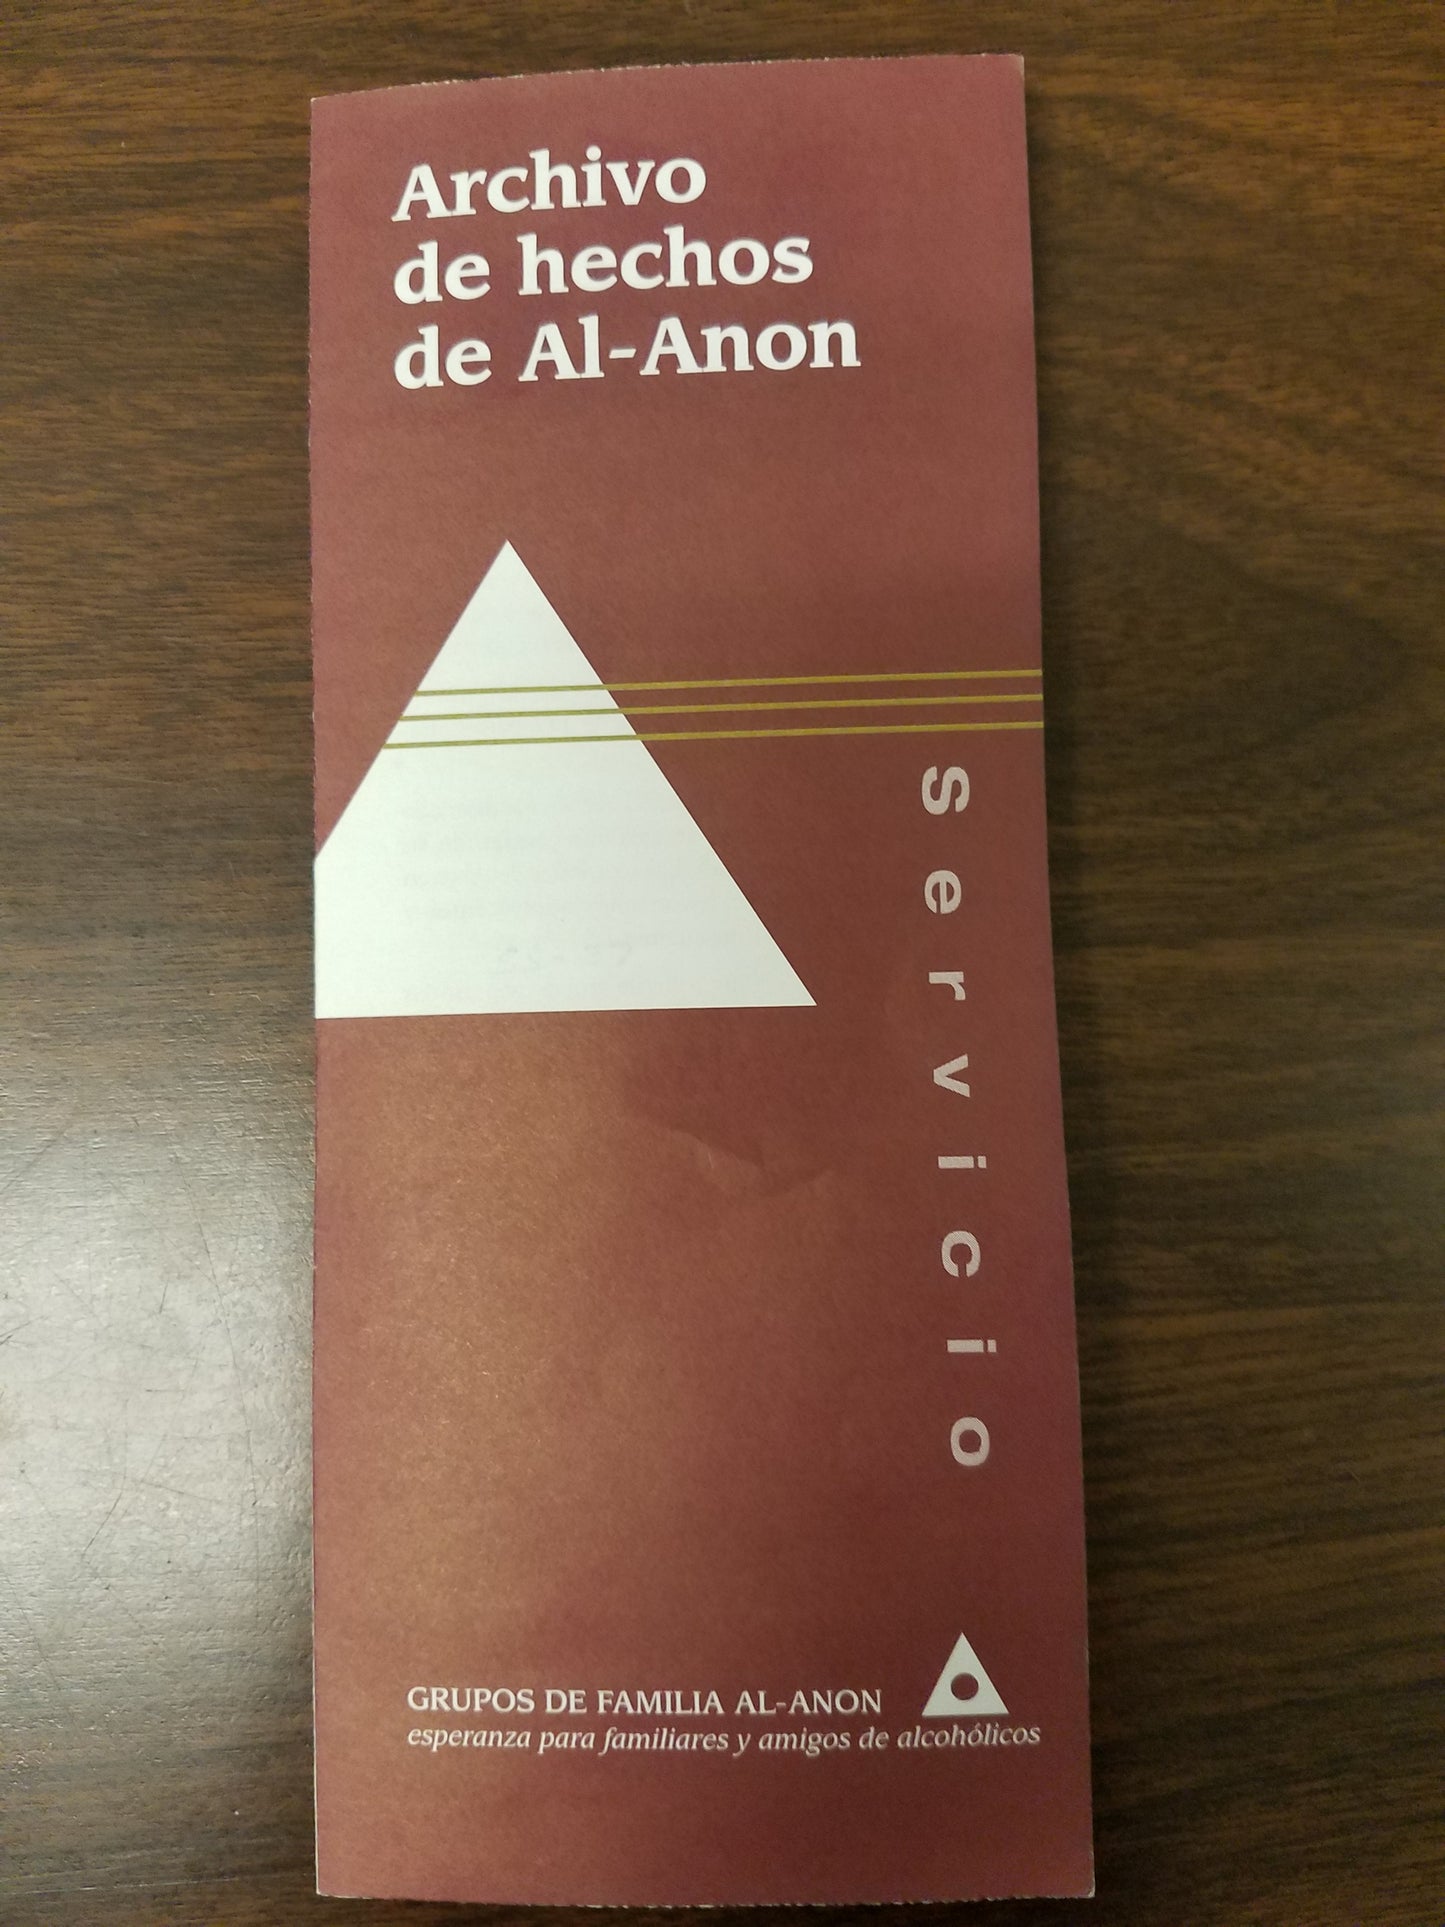 Archivo
de hechos
de Al-Anon
Servicio
GRUPOS DE FAMILIA AL-ANON
esperanza para familiares y amigos de alcohólicos